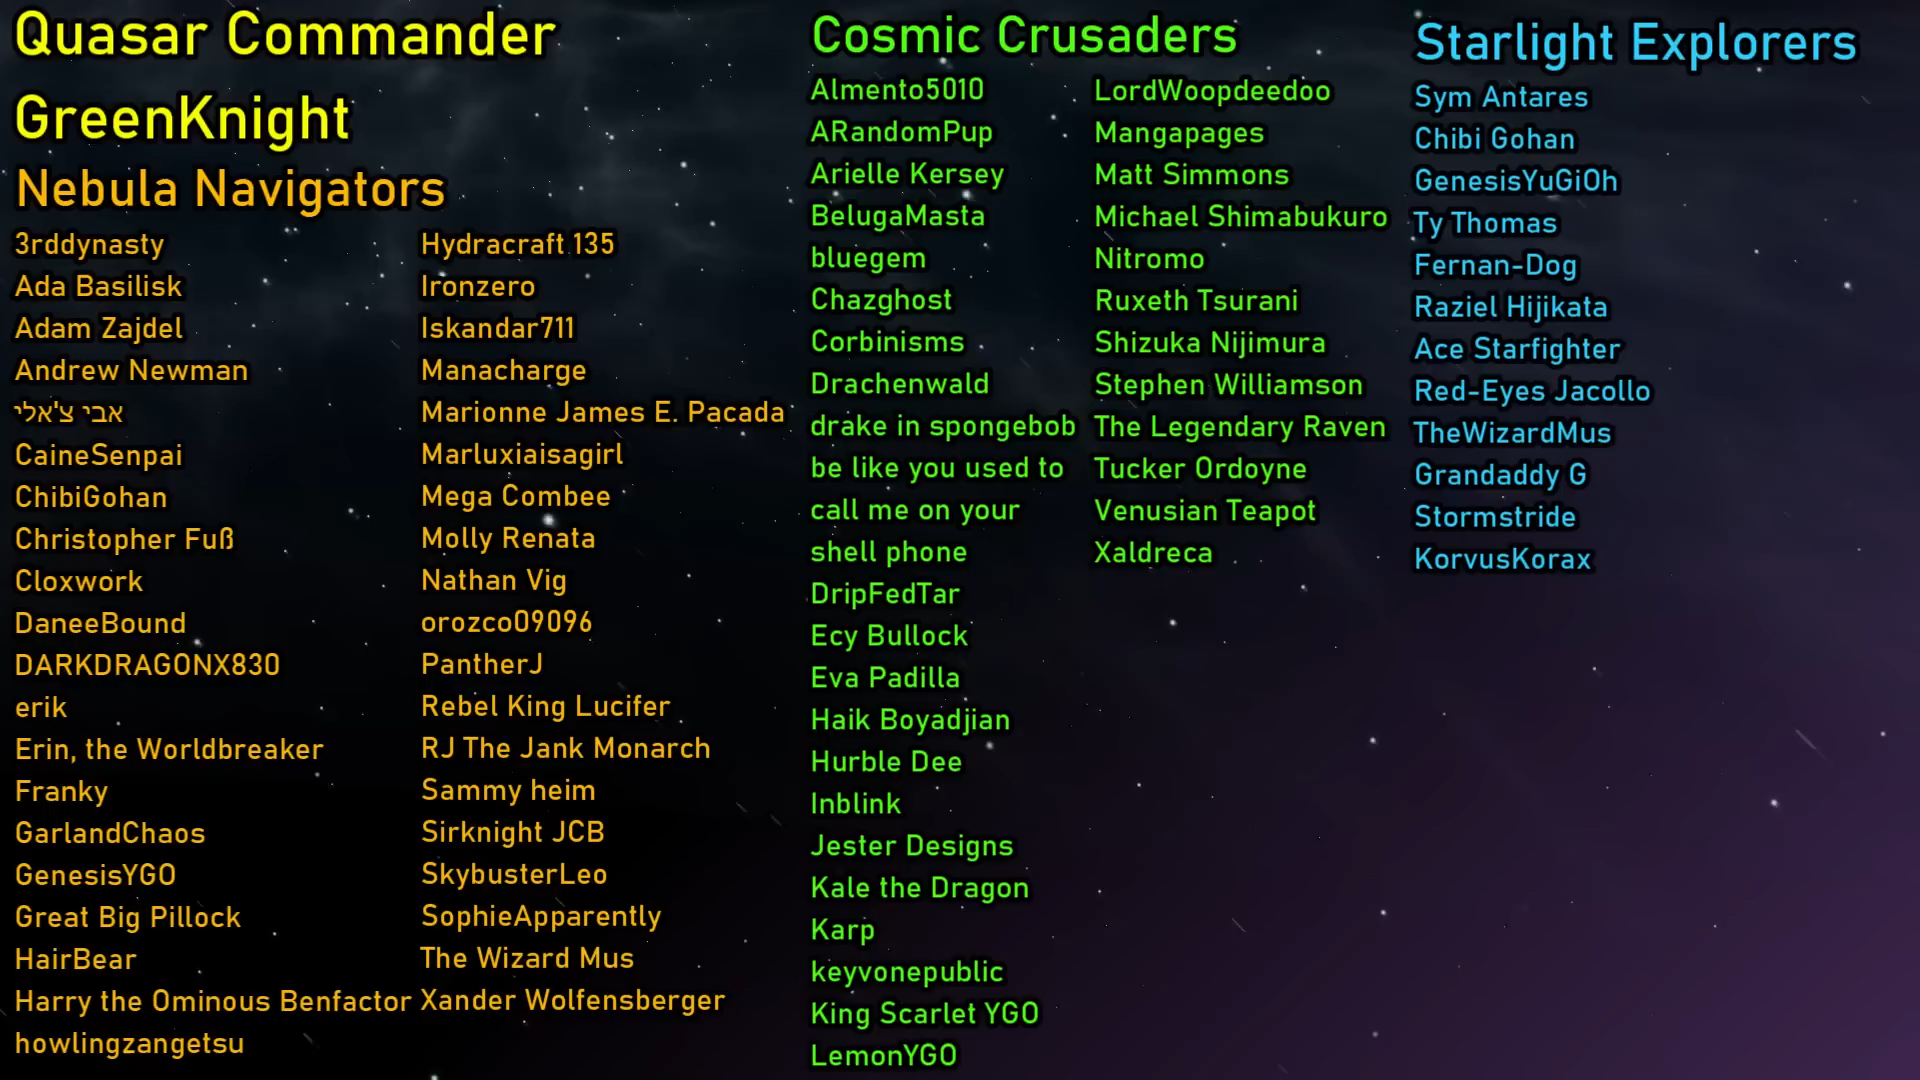 Quasar Commander
GreenKnight
Nebula Navigators
3rddynasty
Ada Basilisk
Adam Zajdel
Andrew Newman
אבי צ'אלי
CaineSenpai
ChibiGohan
Christopher Fuß
Cloxwork
DaneeBound
DARKDRAGONX830
erik
Erin, the Worldbreaker
Franky
GarlandChaos
GenesisYGO
Great Big Pillock
HairBear
Harry the Ominous Benfactor
howlingzangetsu
Hydracraft 135
Ironzero
Iskandar711
Manacharge
Marionne James E. Pacada
Marluxiaisagirl
Mega Combee
Molly Renata
Nathan Vig
orozco09096
PantherJ
Rebel King Lucifer
RJ The Jank Monarch
Sammy heim
Sirknight JCB
SkybusterLeo
SophieApparently
The Wizard Mus
Xander Wolfensberger
Cosmic Crusaders
Almento5010
ARandomPup
Arielle Kersey
BelugaMasta
bluegem
Chazghost
Corbinisms
Drachenwald
drake in spongebob
be like you used to
call me on your
shell phone
DripFedTar
Ecy Bullock
Eva Padilla
Haik Boyadjian
Hurble Dee
Inblink
Jester Designs
Kale the Dragon
Karp
keyvonepublic
King Scarlet YGO
LemonYGO
LordWoopdeedoo
Mangapages
Matt Simmons
Michael Shimabukuro
Nitromo
Ruxeth Tsurani
Shizuka Nijimura
Stephen Williamson
The Legendary Raven
Tucker Ordoyne
Venusian Teapot
Xaldreca
Starlight Explorers
Sym Antares
Chibi Gohan
GenesisYuGiOh
Ty Thomas
Fernan-Dog
Raziel Hijikata
Ace Starfighter
Red-Eyes Jacollo
TheWizardMus
Grandaddy G
Stormstride
KorvusKorax